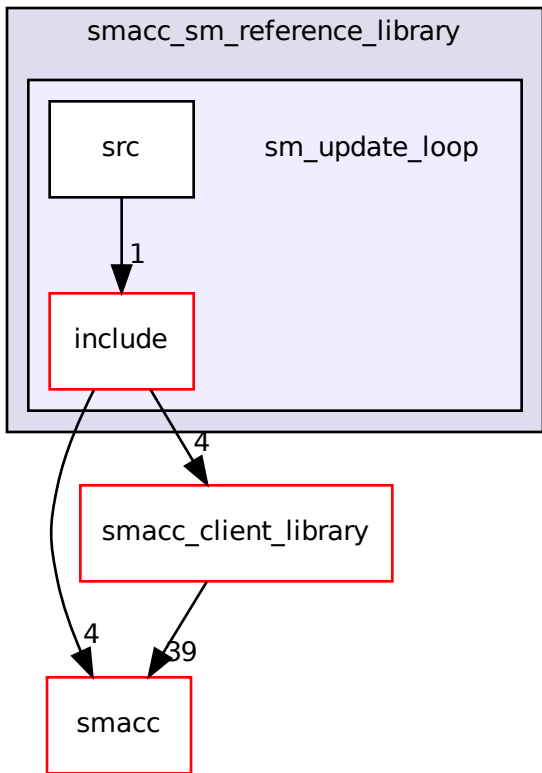 smacc_sm_reference_library
src
sm_update_loop
1
include
4
smacc_client_library
4
39
smacc